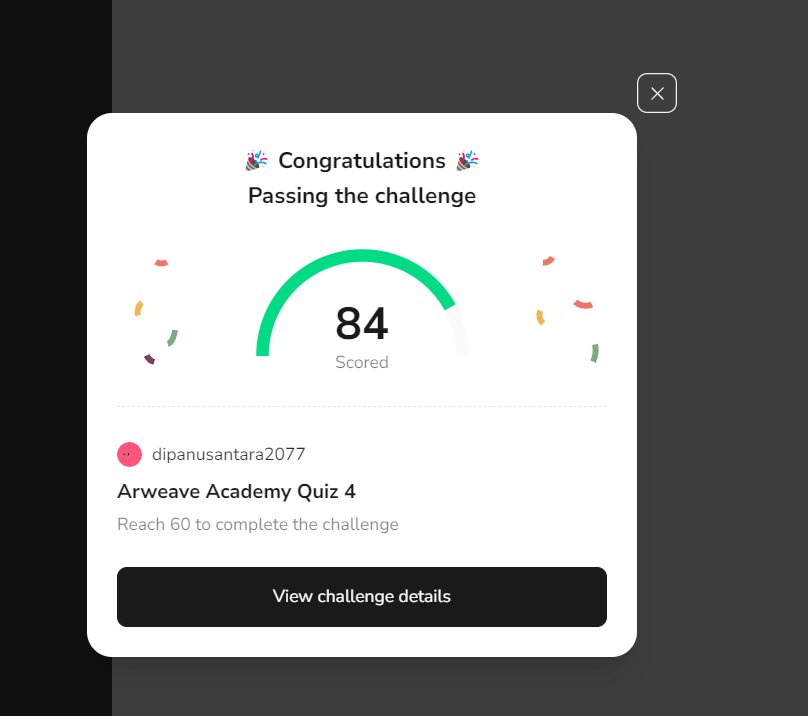 🎉 Congratulations 🎉
Passing the challenge
84
Scored
dipanusantara2077
Arweave Academy Quiz 4
Reach 60 to complete the challenge
View challenge details